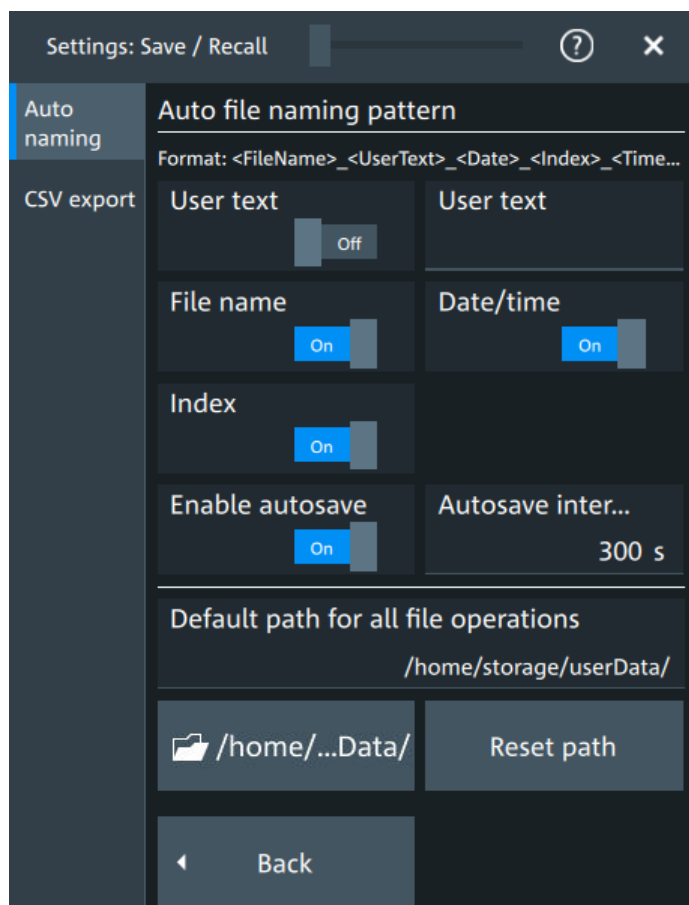 Settings: Save / Recall
?
Auto
naming
CSV export
Auto file naming pattern
Format: <FileName>_<UserText>_<Date>_<Index>_<Time...
User text
Off
User text
File name
On
Date/time
On
Index
On
Enable autosave
On
Autosave inter...
300 s
Default path for all file operations
/home/storage/userData/
/home/...Data/
Reset path
Back